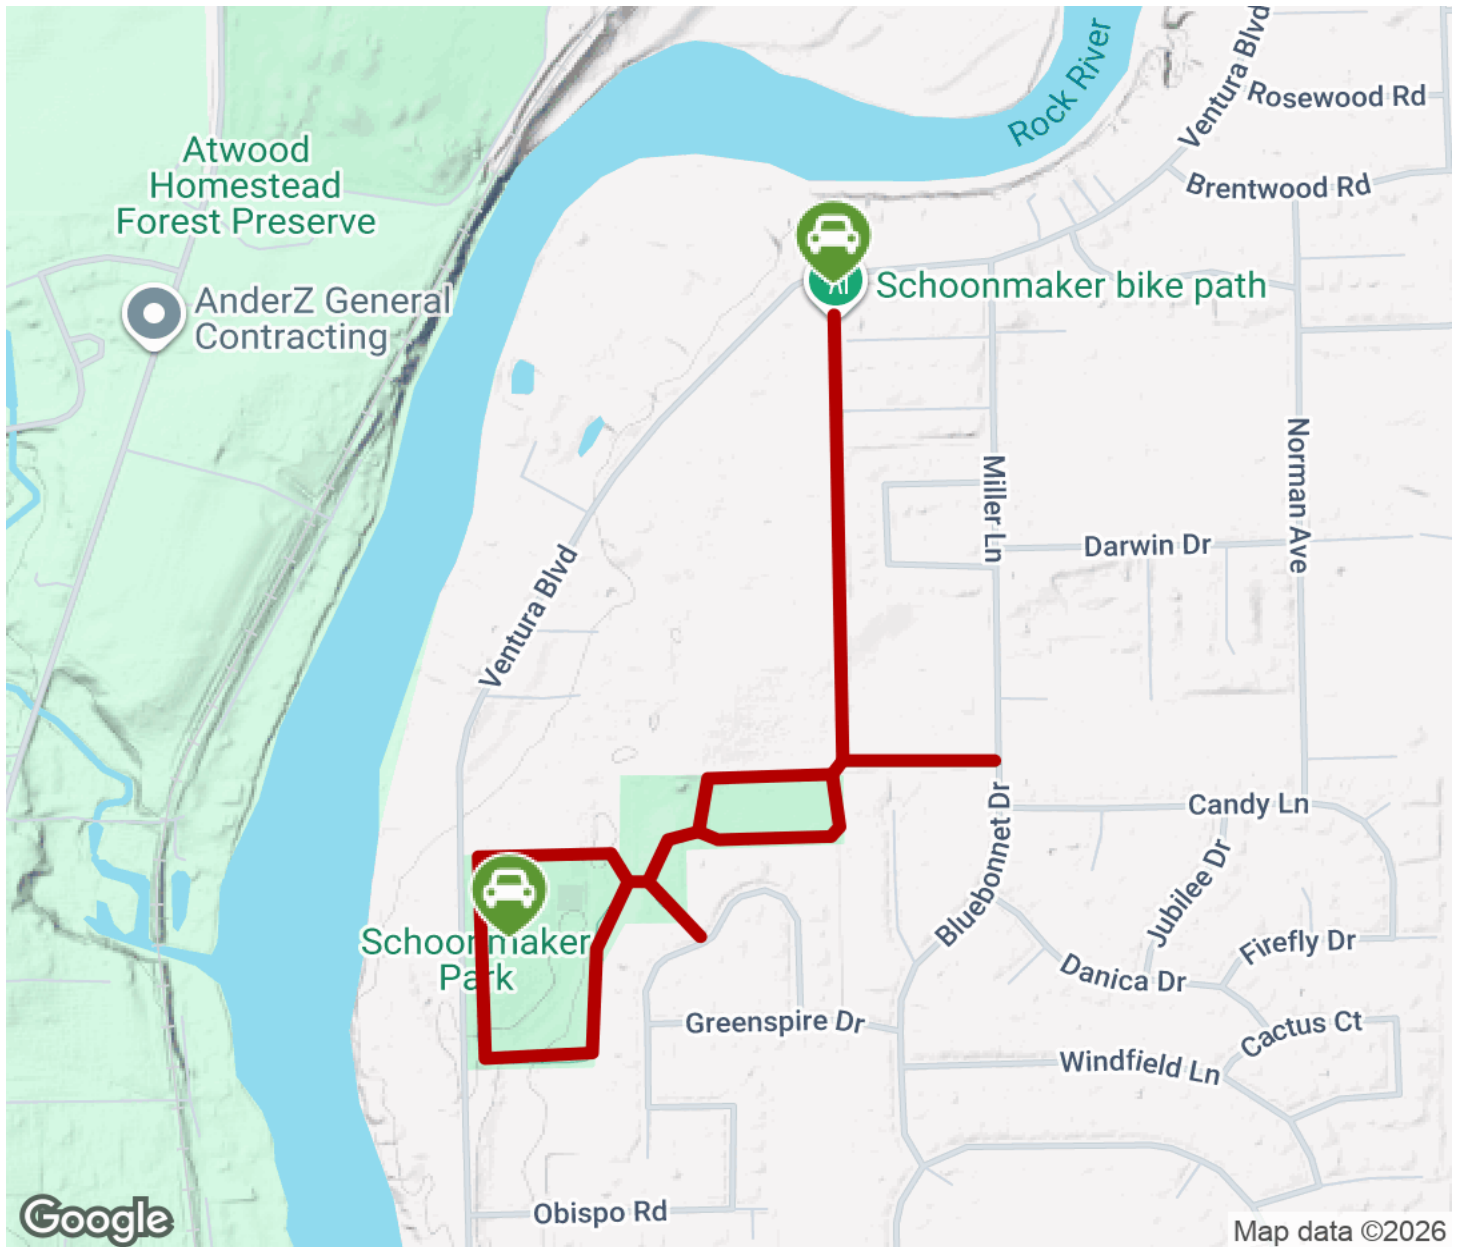 Rock River
Ventura Blvd
Rosewood Rd
Brentwood Rd
Atwood
Homestead
Forest Preserve
AnderZ General
Contracting
Schoonmaker bike path
Miller Ln
Norman Ave
Darwin Dr
Ventura Blvd
Candy Ln
Bluebonnet Dr
Jubilee Dr
Firefly Dr
Schoonmaker
Park
Danica Dr
Greenspire Dr
Cactus Ct
Windfield Ln
Obispo Rd
Google
Map data ©2026